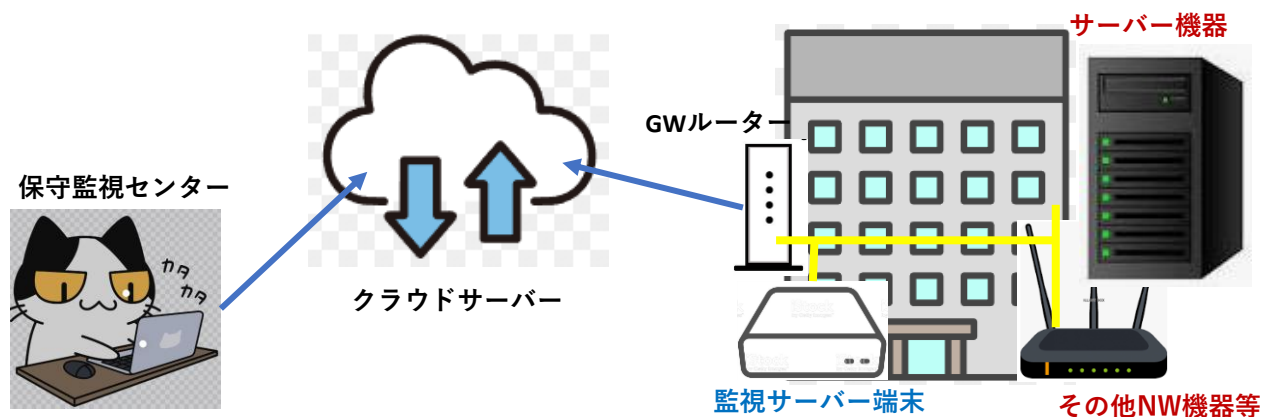 サーバー機器
GWルーター
保守監視センター
カタ
カタ
クラウドサーバー
監視サーバー端末
その他NW機器等